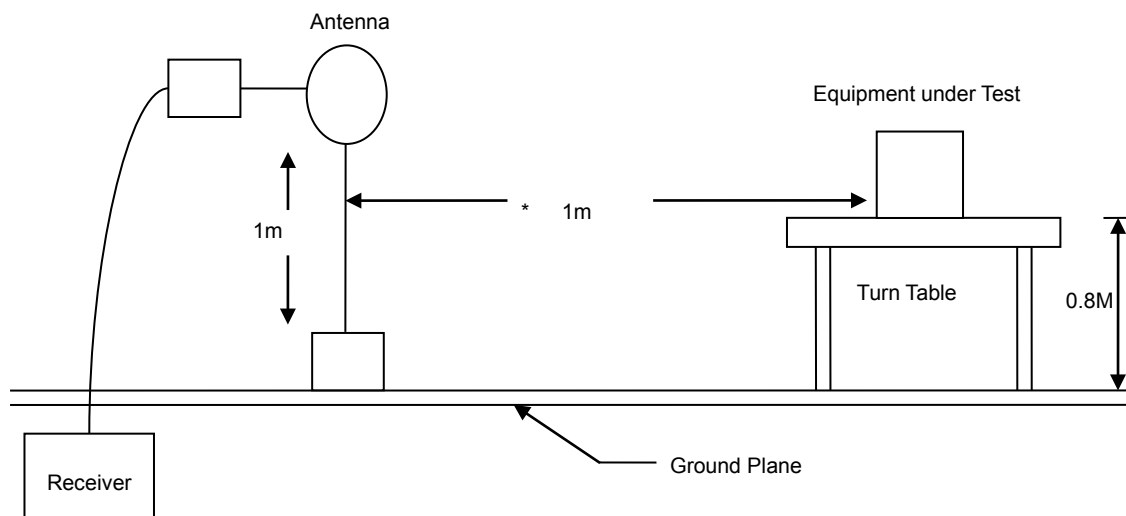 Antenna
Equipment under Test
* 1m
1m
Turn Table
0.8M
Ground Plane
Receiver